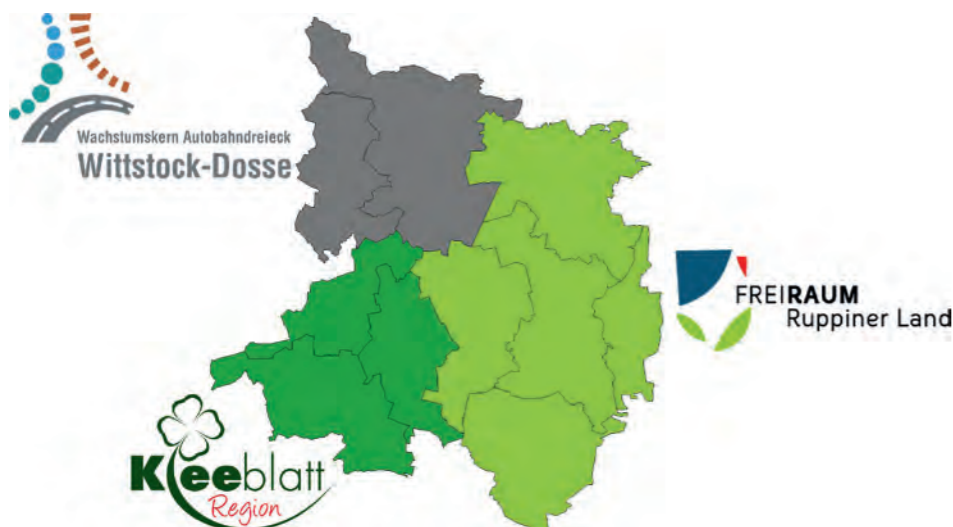 Wachstumskern Autobahndreieck
Wittstock-Dosse
FREIRAUM
Ruppiner Land
Kleeblatt
Region